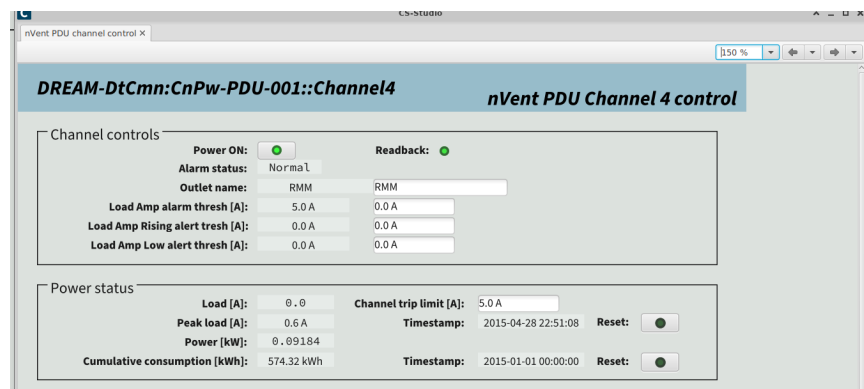 CS-Studio
nVent PDU channel control ×
150 %
DREAM-DtCmn:CnPw-PDU-001::Channel4
nVent PDU Channel 4 control
Channel controls
Power ON: Readback:
Alarm status: Normal
Outlet name: RMM RMM
Load Amp alarm thresh [A]: 5.0 A 0.0 A
Load Amp Rising alert tresh [A]: 0.0 A 0.0 A
Load Amp Low alert thresh [A]: 0.0 A 0.0 A
Power status
Load [A]: 0.0 Channel trip limit [A]: 5.0 A
Peak load [A]: 0.6 A Timestamp: 2015-04-28 22:51:08 Reset:
Power [kW]: 0.09184
Cumulative consumption [kWh]: 574.32 kWh Timestamp: 2015-01-01 00:00:00 Reset: